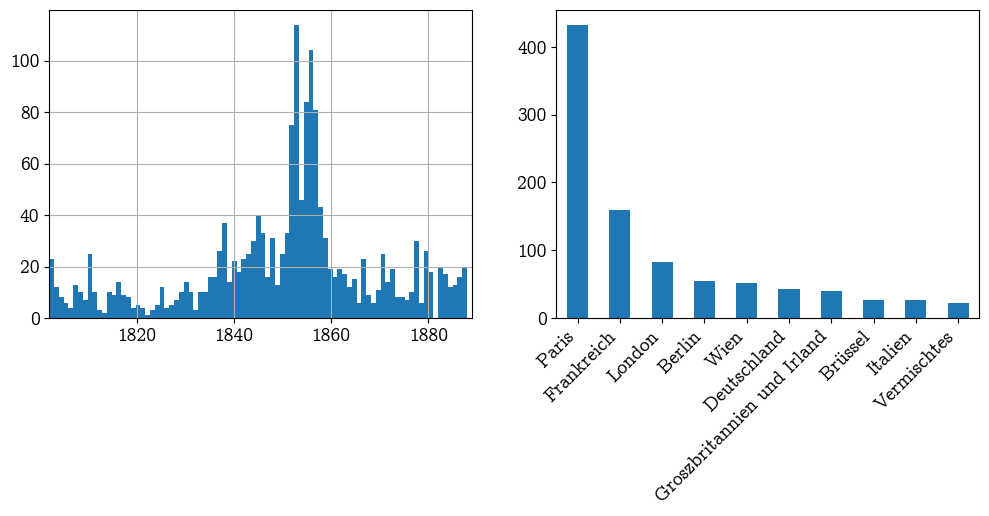 100
80
60
40
20
0
1820 1840 1860 1880
400
300
200
100
0
Paris
Frankreich
London
Berlin
Wien
Deutschland
Groszbritannien und Irland
Brüssel
Italien
Vermischtes